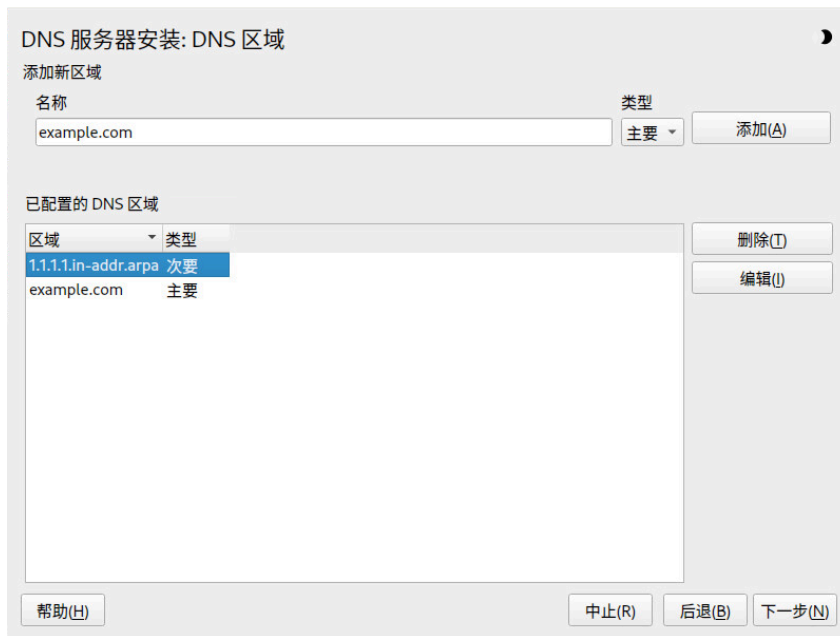 DNS 服务器安装: DNS 区域
添加新区域
名称 类型
example.com 主要 添加(A)
已配置的 DNS 区域
区域 类型 删除(T)
1.1.1.1.in-addr.arpa 次要 编辑(I)
example.com 主要
帮助(H) 中止(R) 后退(B) 下一步(N)